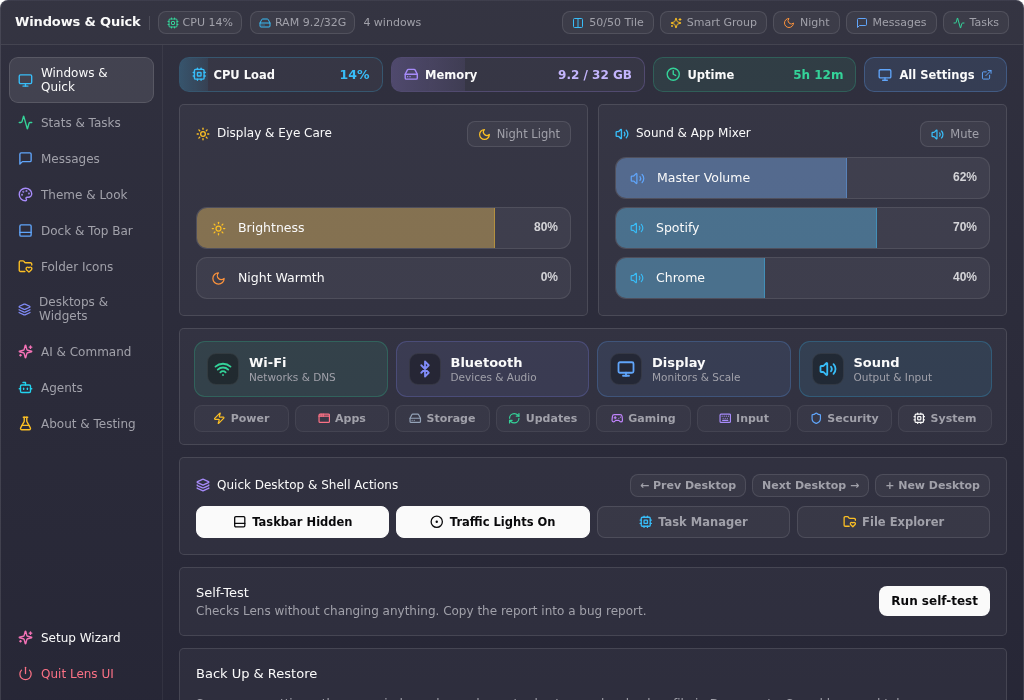 Windows & Quick
CPU 14%
RAM 9.2/32G
4 windows
50/50 Tile
Smart Group
Night
Messages
Tasks
Windows &
Quick
Stats & Tasks
Messages
Theme & Look
Dock & Top Bar
Folder Icons
Desktops &
Widgets
AI & Command
Agents
About & Testing
Setup Wizard
Quit Lens UI
CPU Load 14%
Memory 9.2 / 32 GB
Uptime 5h 12m
All Settings
Display & Eye Care
Night Light
Brightness 80%
Night Warmth 0%
Sound & App Mixer
Mute
Master Volume 62%
Spotify 70%
Chrome 40%
Wi-Fi
Networks & DNS
Bluetooth
Devices & Audio
Display
Monitors & Scale
Sound
Output & Input
Power
Apps
Storage
Updates
Gaming
Input
Security
System
Quick Desktop & Shell Actions
← Prev Desktop
Next Desktop →
+ New Desktop
Taskbar Hidden
Traffic Lights On
Task Manager
File Explorer
Self-Test
Checks Lens without changing anything. Copy the report into a bug report.
Run self-test
Back Up & Restore